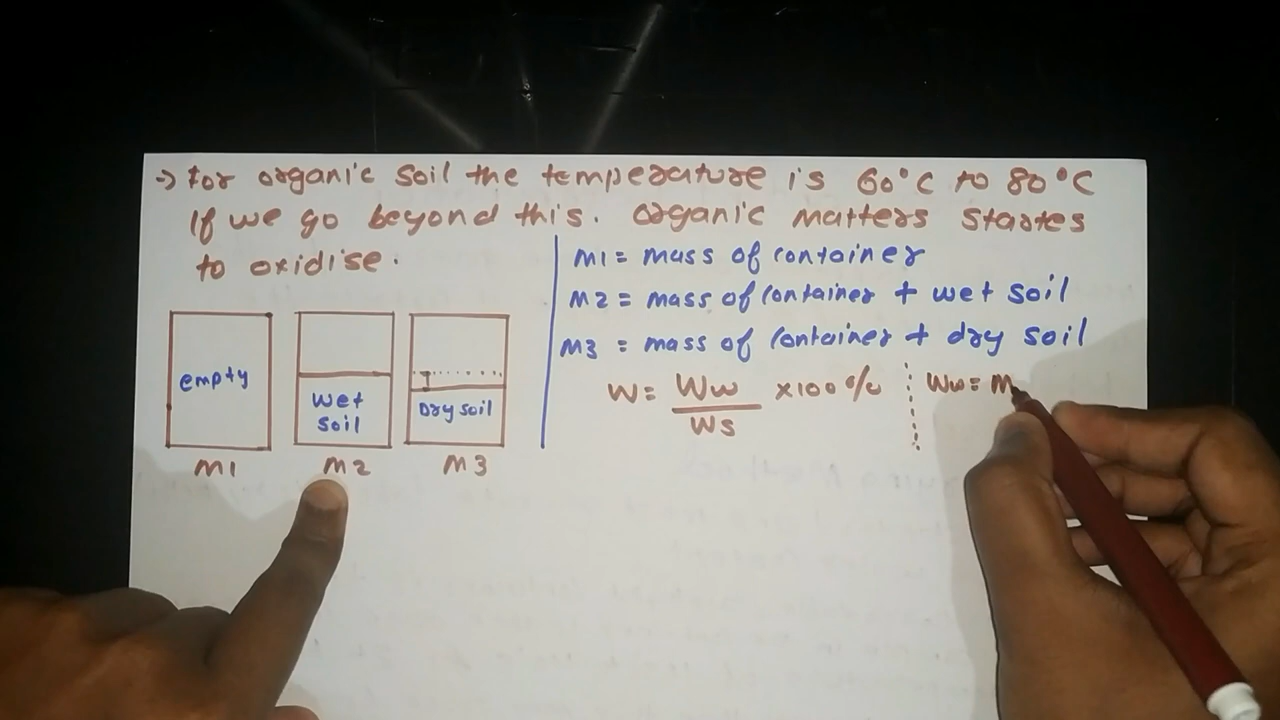 -> For organic soil the temperature is 60°C to 80°C
If we go beyond this. organic matters startes
to oxidise.
M1 = mass of container
M2 = mass of container + wet soil
M3 = mass of container + dry soil
W = Ww / Ws ×100 %
Ww = M
empty
wet
soil
Dry soil
M1
M2
M3